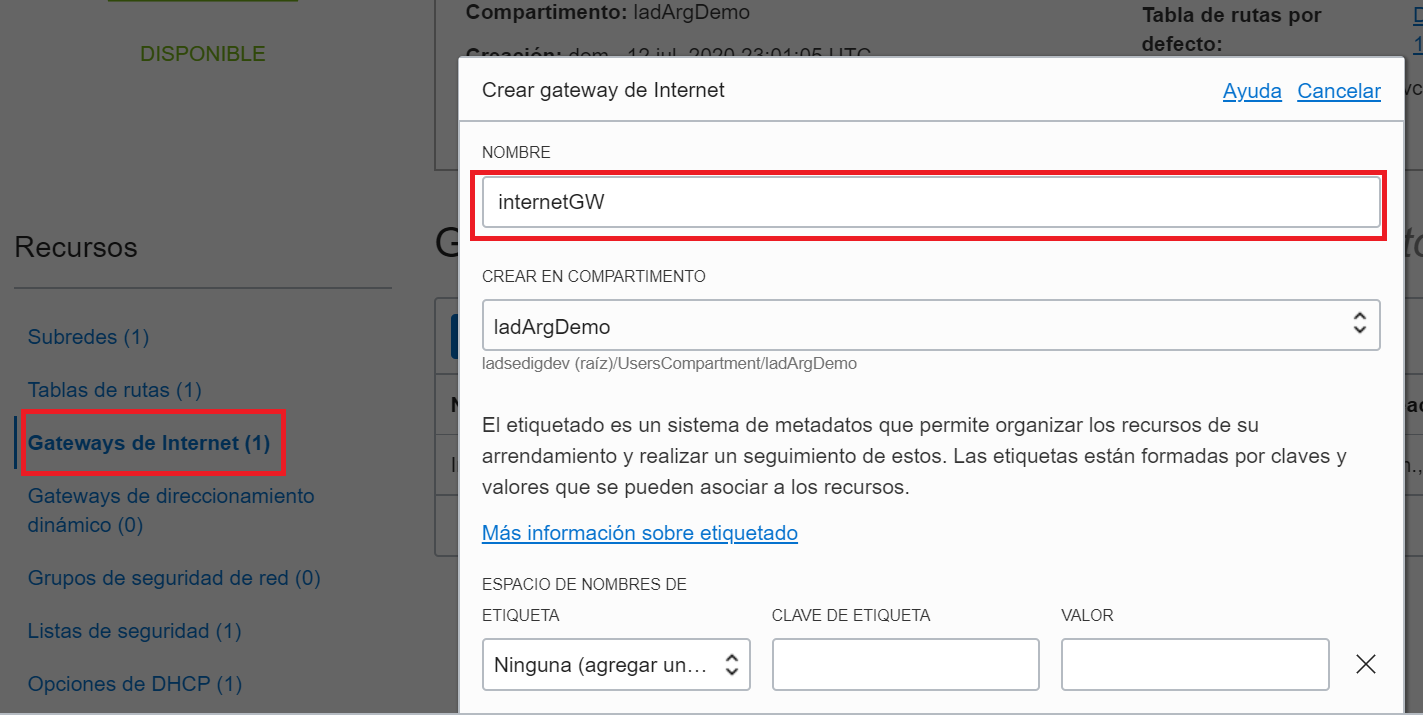 Compartimento: ladArgDemo
Tabla de rutas por
defecto:
DISPONIBLE
Creación: dom., 12 jul. 2020 23:01:05 UTC
Crear gateway de Internet
Ayuda Cancelar
NOMBRE
internetGW
CREAR EN COMPARTIMENTO
ladArgDemo
ladsedigdev (raíz)/UsersCompartment/ladArgDemo
El etiquetado es un sistema de metadatos que permite organizar los recursos de su
arrendamiento y realizar un seguimiento de estos. Las etiquetas están formadas por claves y
valores que se pueden asociar a los recursos.
Más información sobre etiquetado
ESPACIO DE NOMBRES DE
ETIQUETA CLAVE DE ETIQUETA VALOR
Ninguna (agregar un...
Recursos
Subredes (1)
Tablas de rutas (1)
Gateways de Internet (1)
Gateways de direccionamiento
dinámico (0)
Grupos de seguridad de red (0)
Listas de seguridad (1)
Opciones de DHCP (1)